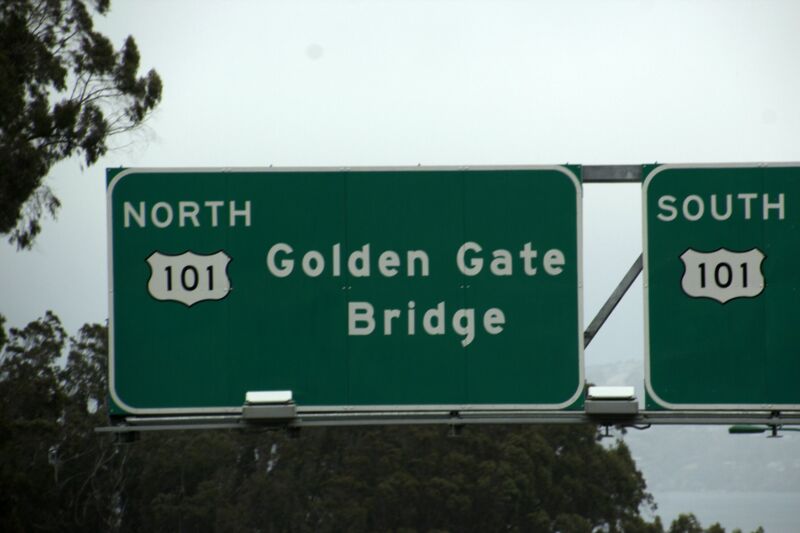 NORTH
101
Golden Gate
Bridge
SOUTH
101